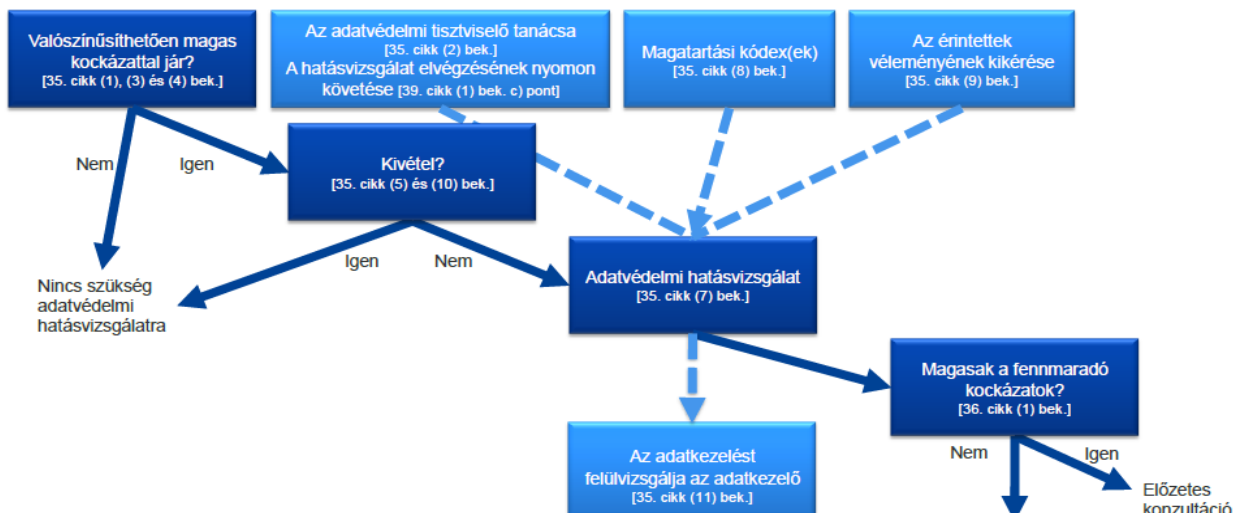 Valószínűsíthetően magas
kockázattal jár?
[35. cikk (1), (3) és (4) bek.]
Az adatvédelmi tisztviselő tanácsa
[35. cikk (2) bek.]
A hatásvizsgálat elvégzésének nyomon
követése [39. cikk (1) bek. c) pont]
Magatartási kódex(ek)
[35. cikk (8) bek.]
Az érintettek
véleményének kikérése
[35. cikk (9) bek.]
Nem
Igen
Kivétel?
[35. cikk (5) és (10) bek.]
Igen
Nem
Nincs szükség
adatvédelmi
hatásvizsgálatra
Adatvédelmi hatásvizsgálat
[35. cikk (7) bek.]
Magasak a fennmaradó
kockázatok?
[36. cikk (1) bek.]
Az adatkezelést
felülvizsgálja az adatkezelő
[35. cikk (11) bek.]
Nem
Igen
Előzetes
konzultáció